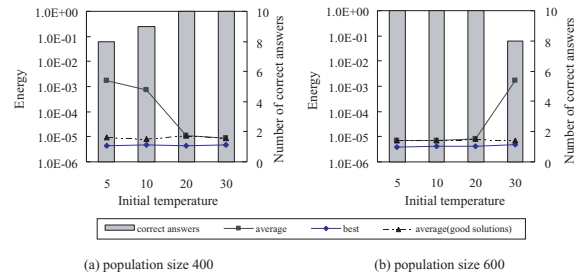 1.0E+00
1.0E-01
1.0E-02
1.0E-03
1.0E-04
1.0E-05
1.0E-06
Energy
10
8
6
4
2
0
Number of correct answers
5 10 20 30
Initial temperature
1.0E+00
1.0E-01
1.0E-02
1.0E-03
1.0E-04
1.0E-05
1.0E-06
Energy
10
8
6
4
2
0
Number of correct answers
5 10 20 30
Initial temperature
correct answers average best average(good solutions)
(a) population size 400 (b) population size 600